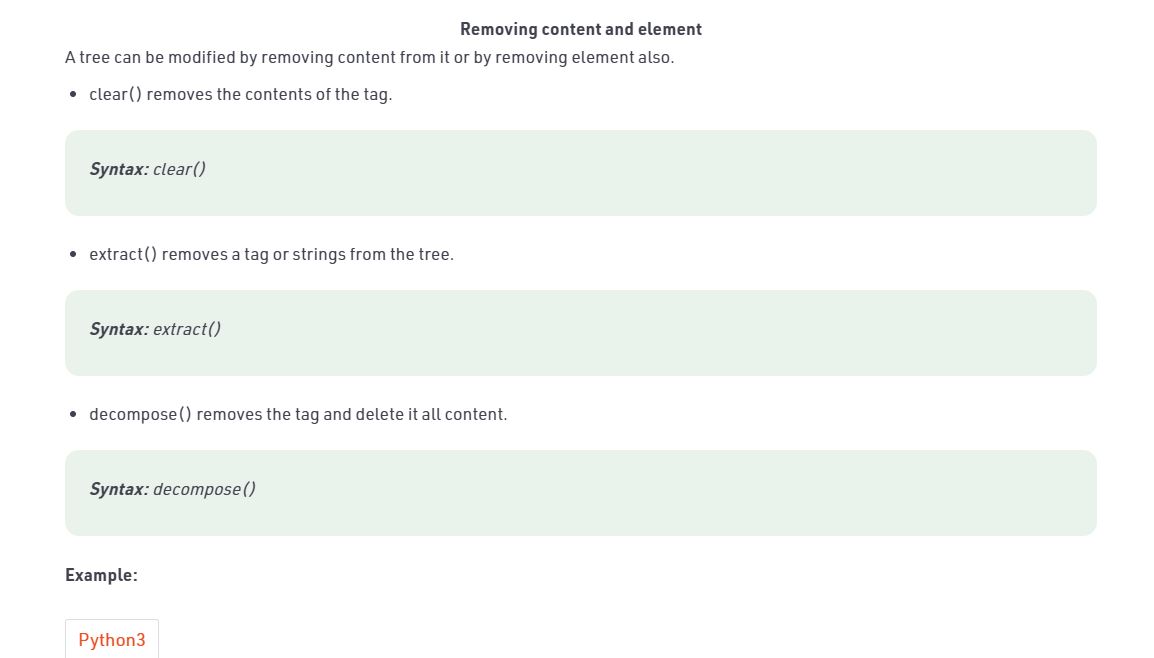 Removing content and element
A tree can be modified by removing content from it or by removing element also.
• clear() removes the contents of the tag.
Syntax: clear()
• extract() removes a tag or strings from the tree.
Syntax: extract()
• decompose() removes the tag and delete it all content.
Syntax: decompose()
Example:
Python3